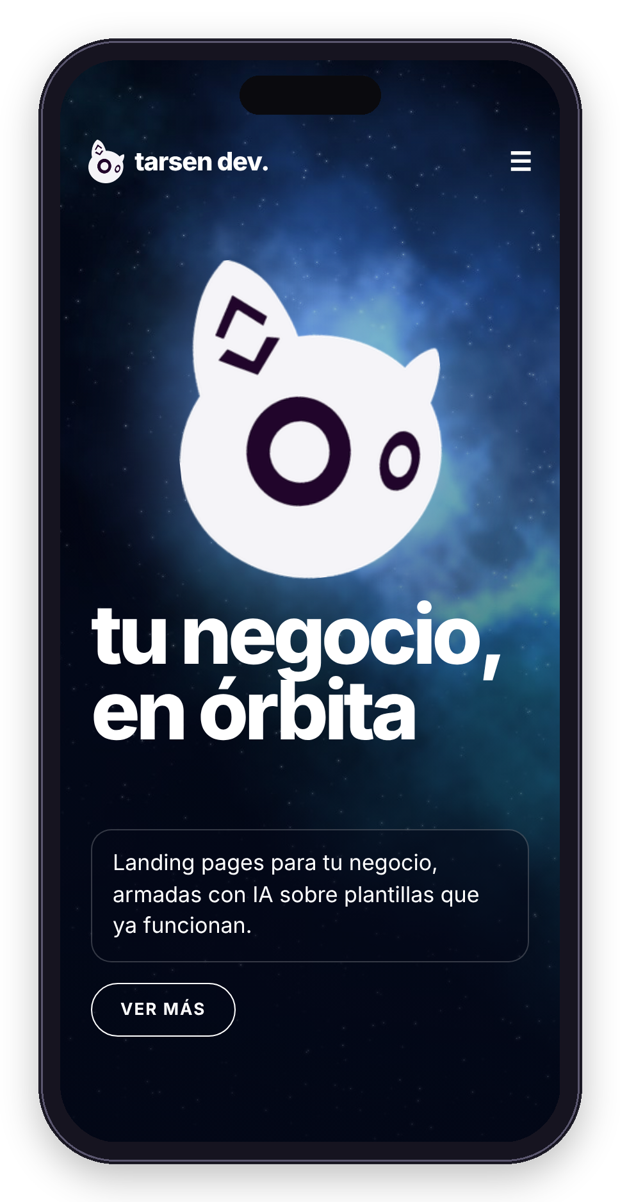 tarsen dev.
tu negocio,
en órbita
Landing pages para tu negocio,
armadas con IA sobre plantillas que
ya funcionan.
VER MÁS